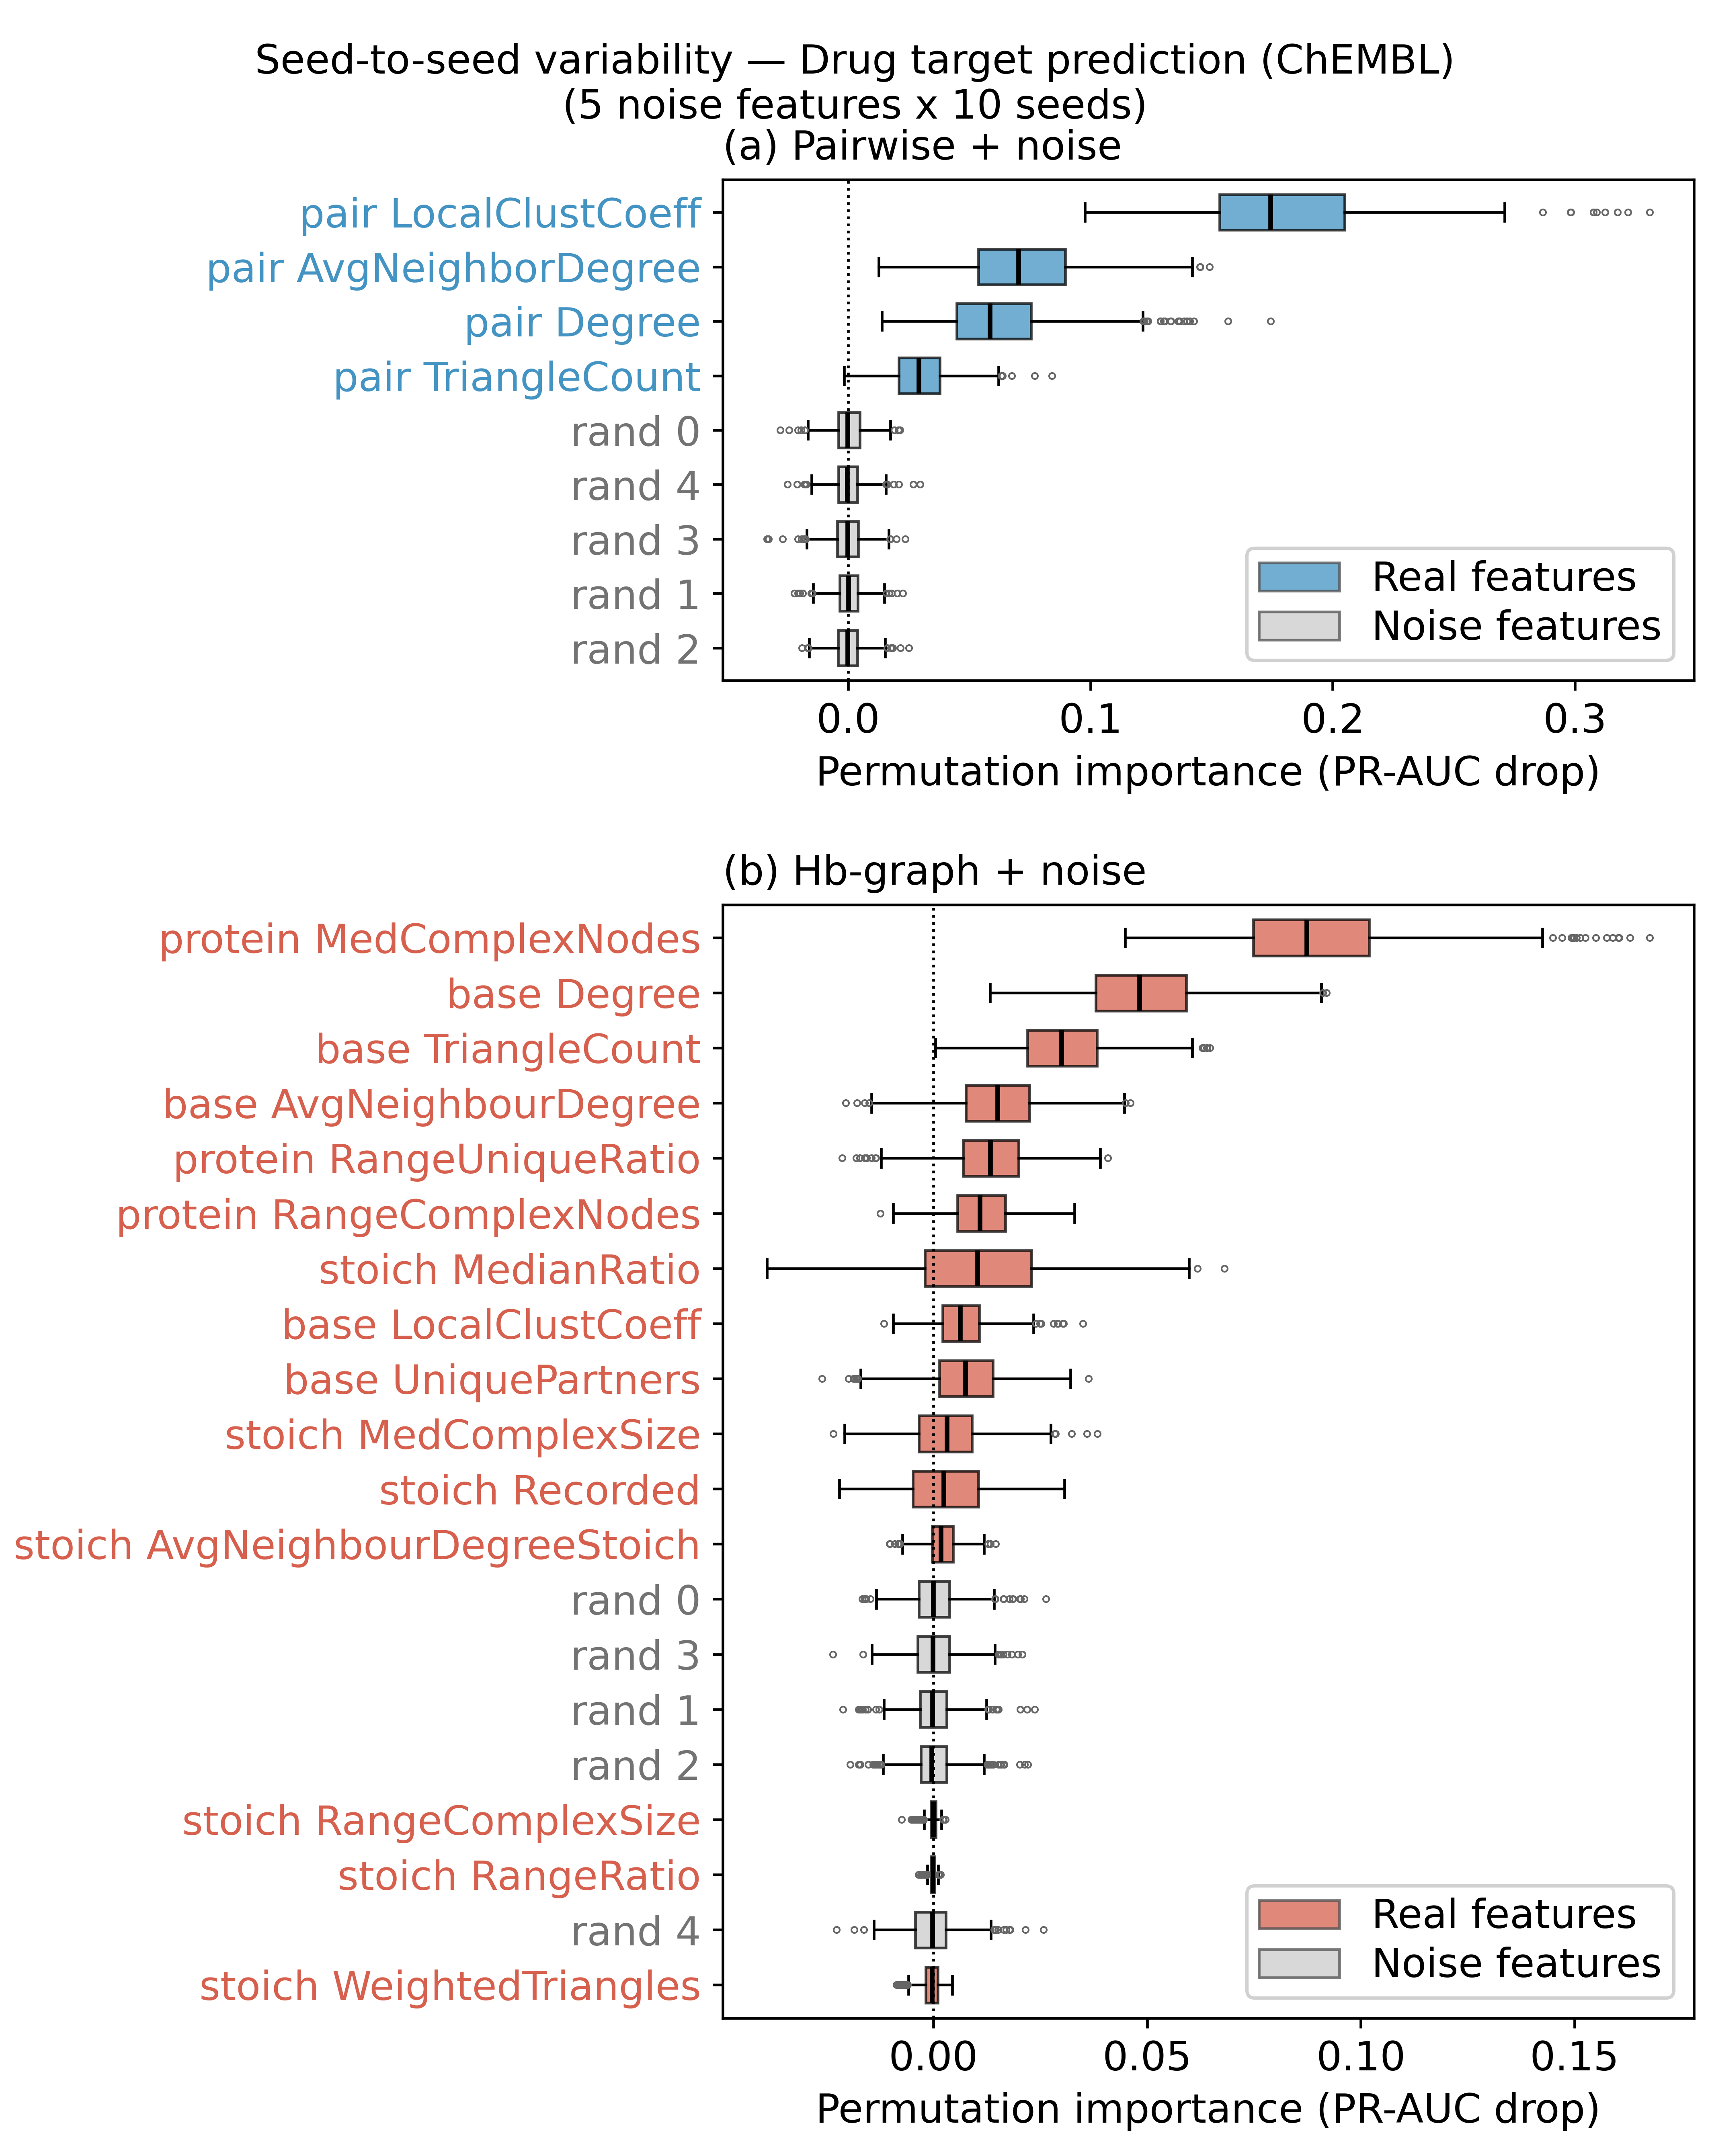 Seed-to-seed variability — Drug target prediction (ChEMBL)
(5 noise features x 10 seeds)
(a) Pairwise + noise
pair LocalClustCoeff
pair AvgNeighborDegree
pair Degree
pair TriangleCount
rand 0
rand 4
rand 3
rand 1
rand 2
Real features
Noise features
0.0 0.1 0.2 0.3
Permutation importance (PR-AUC drop)
(b) Hb-graph + noise
protein MedComplexNodes
base Degree
base TriangleCount
base AvgNeighbourDegree
protein RangeUniqueRatio
protein RangeComplexNodes
stoich MedianRatio
base LocalClustCoeff
base UniquePartners
stoich MedComplexSize
stoich Recorded
stoich AvgNeighbourDegreeStoich
rand 0
rand 3
rand 1
rand 2
stoich RangeComplexSize
stoich RangeRatio
rand 4
stoich WeightedTriangles
Real features
Noise features
0.00 0.05 0.10 0.15
Permutation importance (PR-AUC drop)